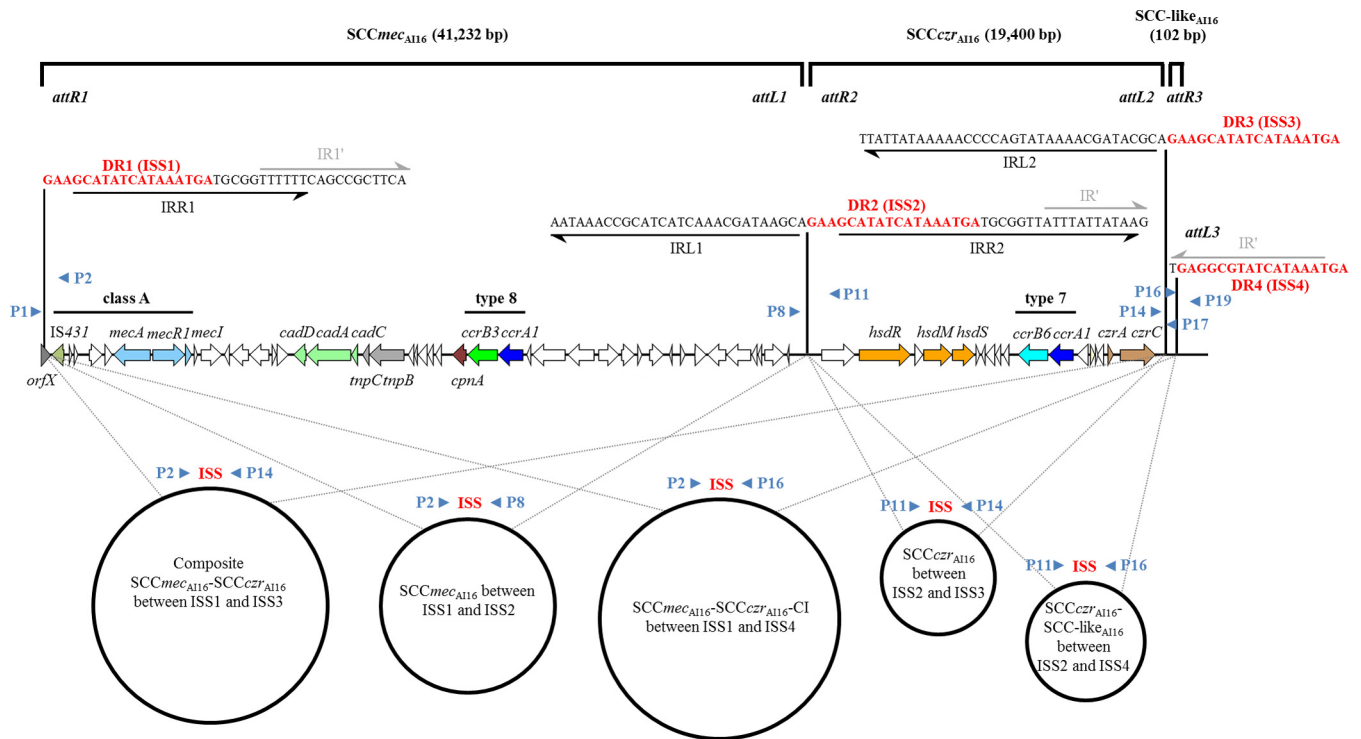 SCCmecAI16 (41,232 bp)
SCCczrAI16 (19,400 bp)
SCC-likeAI16
(102 bp)
attR1
attL1
attR2
attL2
attR3
DR3 (ISS3)
TTATTATAAAAACCCCAGTATAAAACGATACGCAGAAGCATATCATAAATGA
IRL2
DR1 (ISS1)
IR1'
GAAGCATATCATAAATGATGCGGTTTTTTCAGCCGCTTCA
IRR1
DR2 (ISS2)
IR'
AATAAACCGCATCATCAAACGATAAGCAGAAGCATATCATAAATGATGCGGTTATTTATTATAAG
IRL1
IRR2
attL3
IR'
TGAGGCGTATCATAAATGA
DR4 (ISS4)
P1
P2
P8
P11
P16
P14
P19
P17
class A
type 8
type 7
IS431
mecA
mecR1
mecI
cadD
cadA
cadC
ccrB3
ccrA1
hsdR
hsdM
hsdS
ccrB6
ccrA1
czrA
czrC
orfX
tnpC
tnpB
cpnA
P2 ISS P14
Composite
SCCmecAI16-SCCczrAI16
between ISS1 and ISS3
P2 ISS P8
SCCmecAI16 between
ISS1 and ISS2
P2 ISS P16
SCCmecAI16-SCCczrAI16-CI
between ISS1 and ISS4
P11 ISS P14
SCCczrAI16
between
ISS2 and ISS3
P11 ISS P16
SCCczrAI16-
SCC-likeAI16
between
ISS2 and ISS4